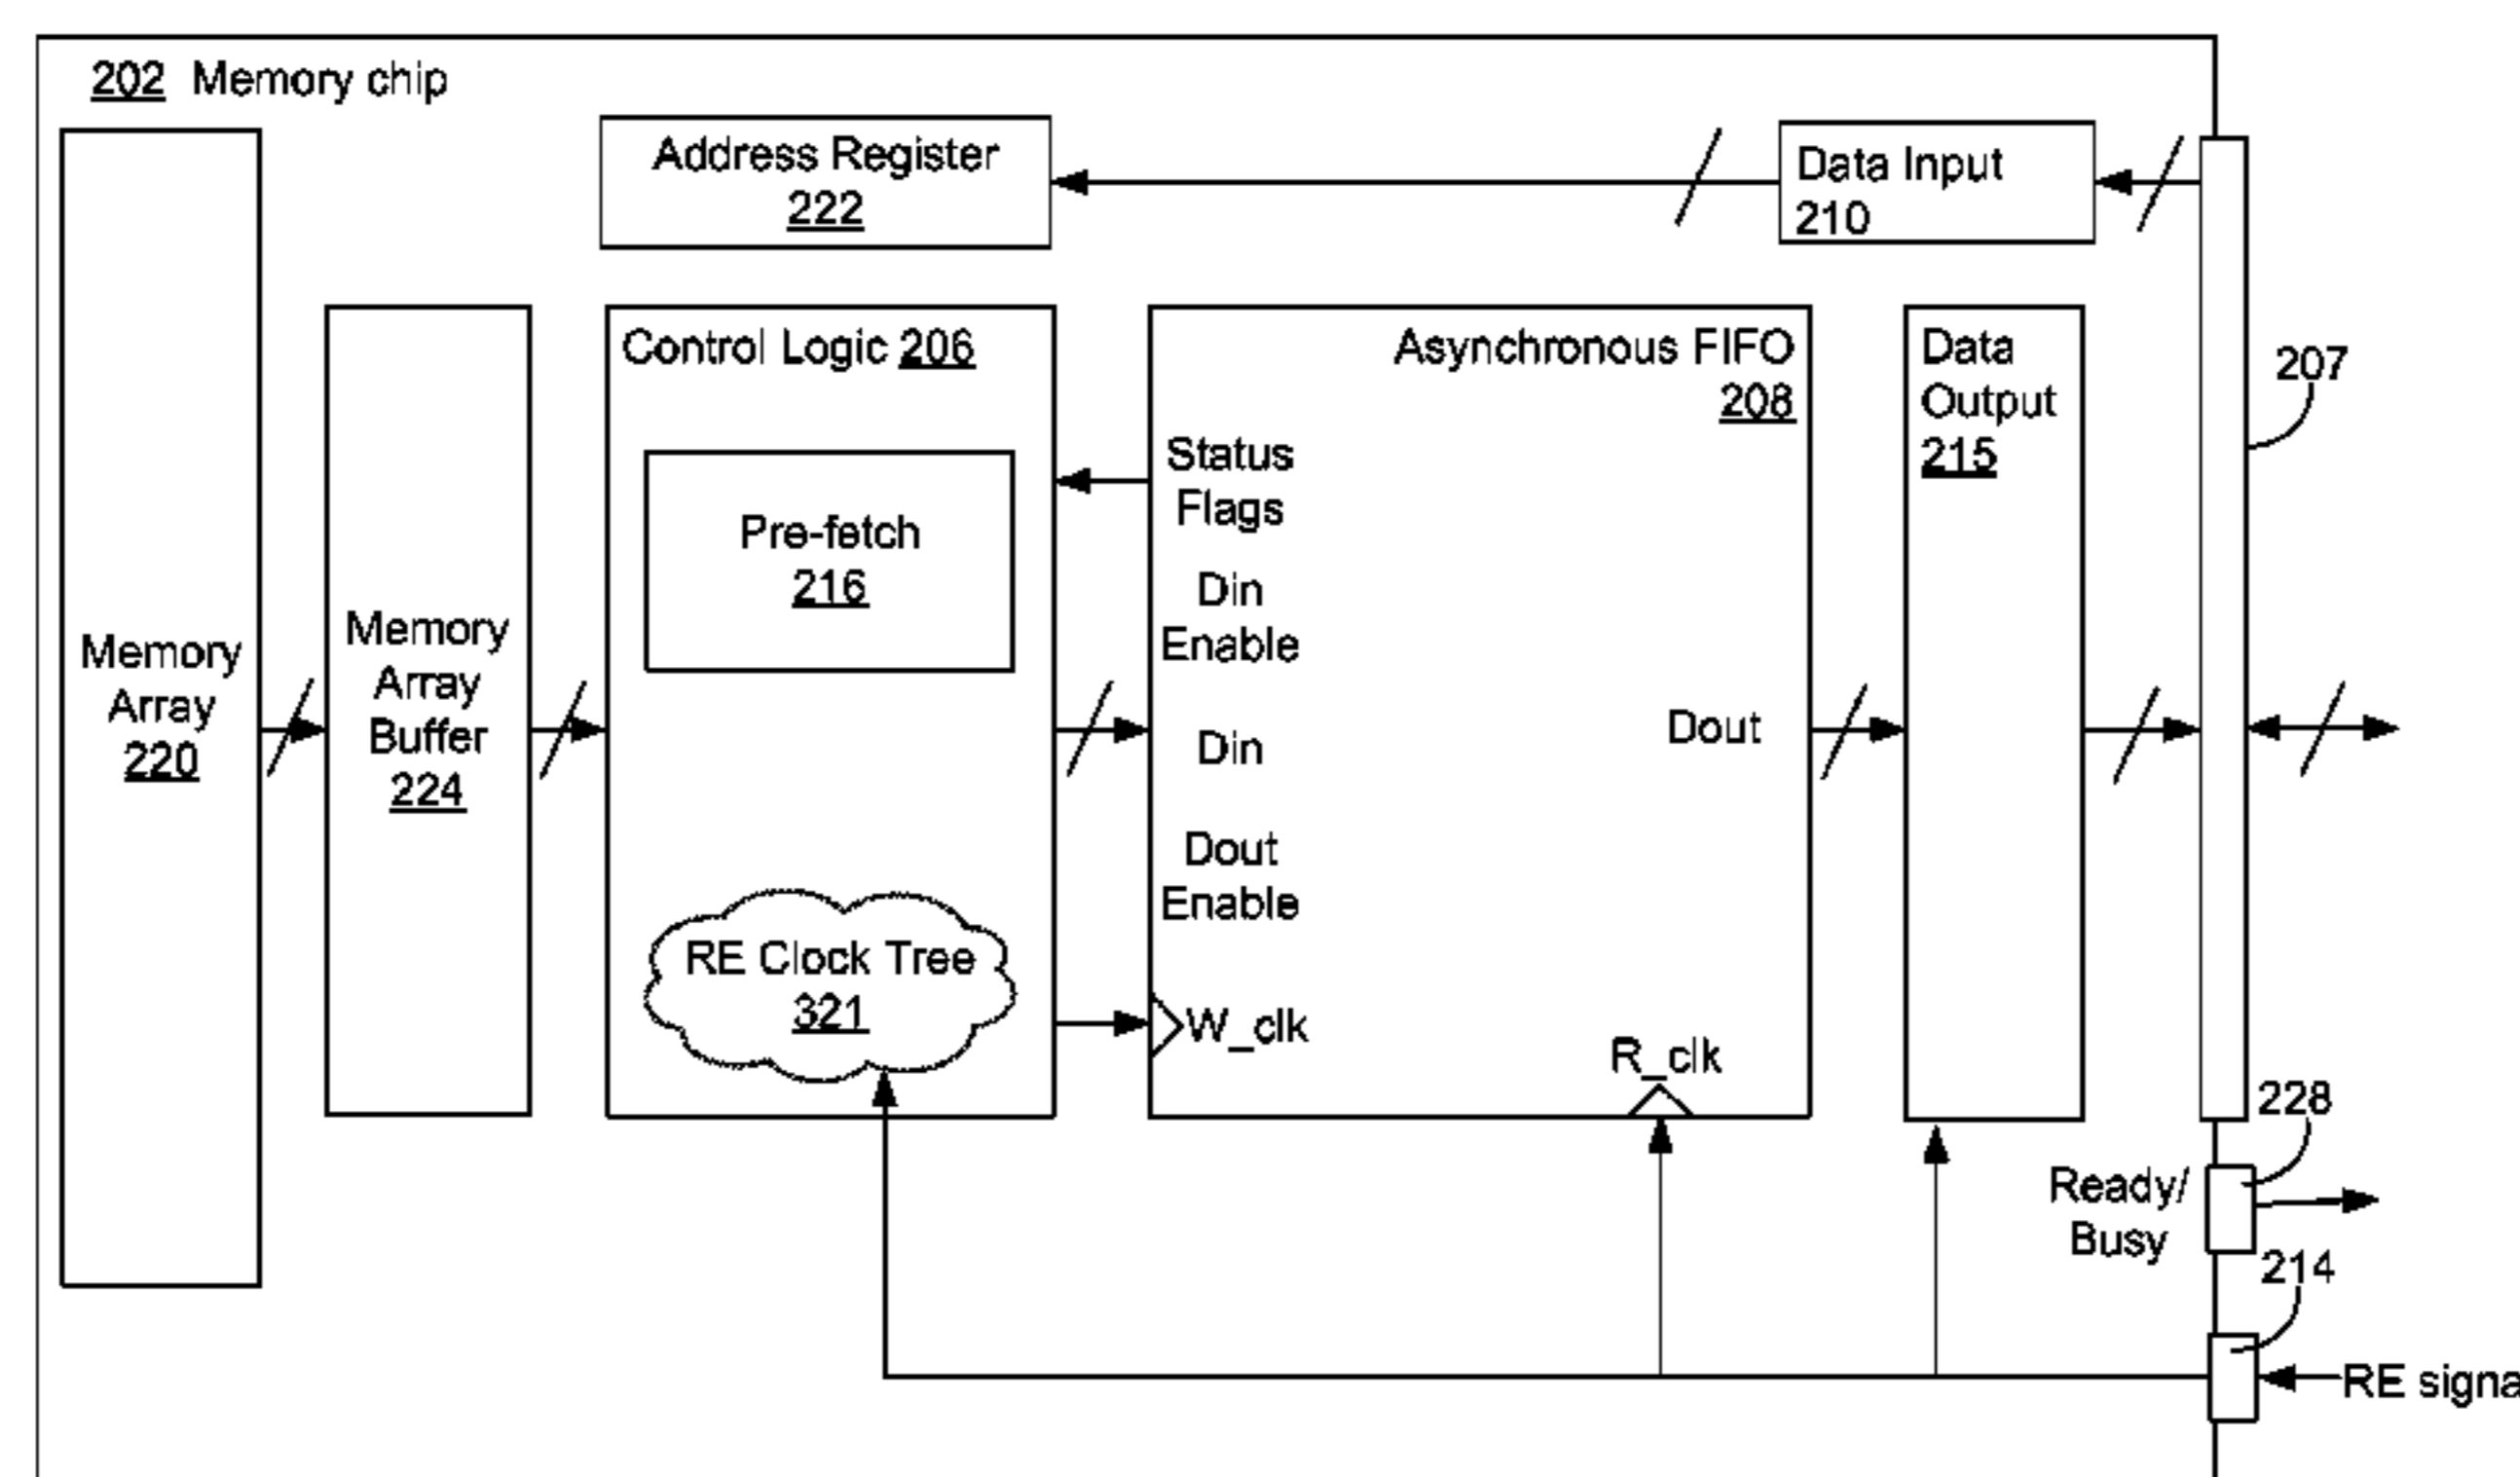 202 Memory chip
Address Register
222
Data Input
210
Control Logic 206
Asynchronous FIFO
208
Data
Output
215
207
Status
Flags
Pre-fetch
216
Din
Enable
Memory
Array
220
Memory
Array
Buffer
224
Din
Dout
Dout
Enable
RE Clock Tree
321
W_clk
R_clk
228
Ready/
Busy
214
RE signa